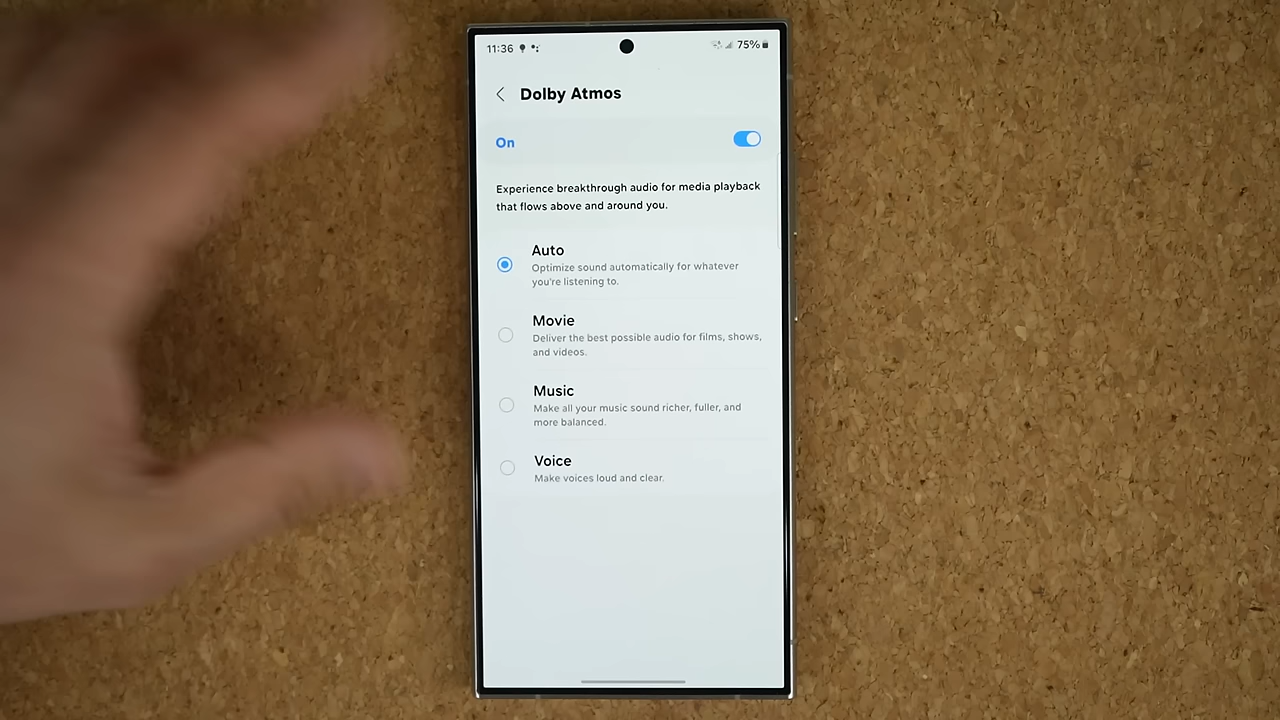 11:36
75%
Dolby Atmos
On
Experience breakthrough audio for media playback
that flows above and around you.
Auto
Optimize sound automatically for whatever
you're listening to.
Movie
Deliver the best possible audio for films, shows,
and videos.
Music
Make all your music sound richer, fuller, and
more balanced.
Voice
Make voices loud and clear.